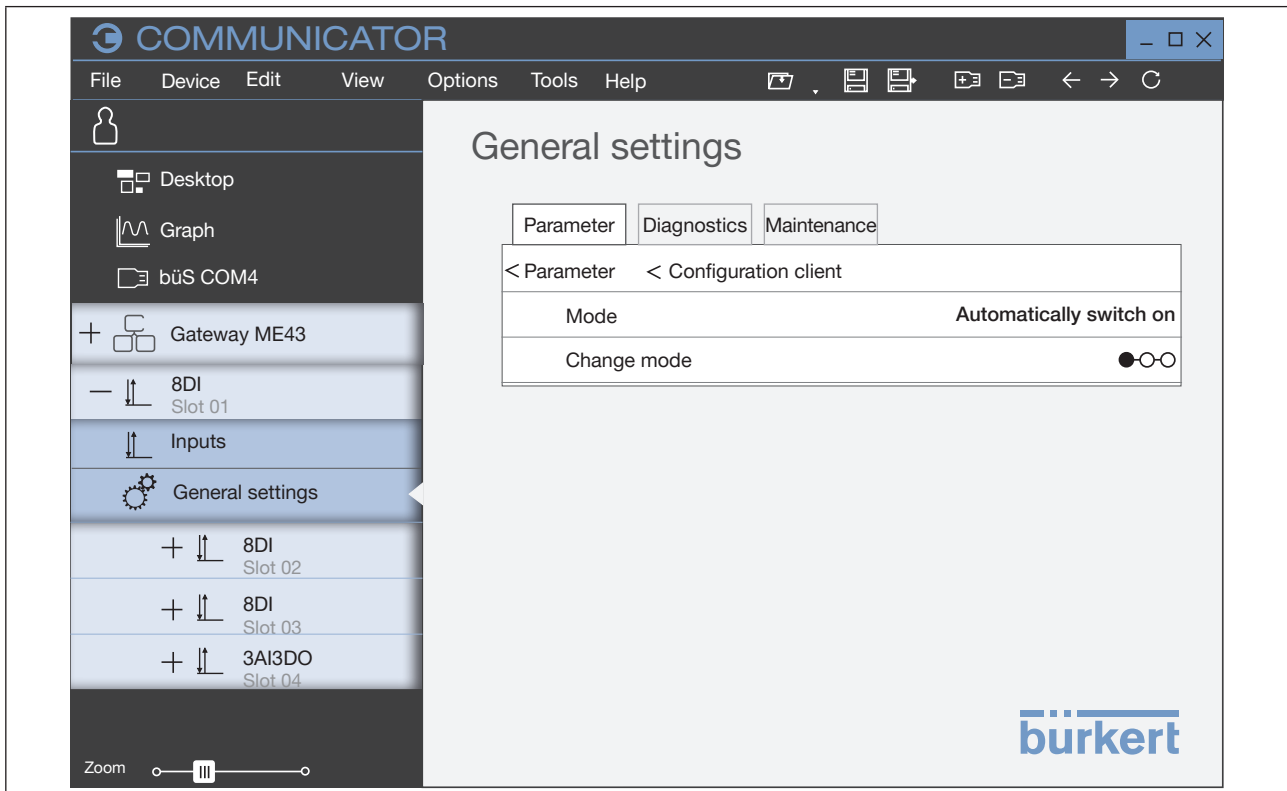 COMMUNICATOR
File Device Edit View Options Tools Help
Desktop
Graph
büS COM4
Gateway ME43
8DI
Slot 01
Inputs
General settings
8DI
Slot 02
8DI
Slot 03
3AI3DO
Slot 04
Zoom
General settings
Parameter Diagnostics Maintenance
< Parameter < Configuration client
Mode Automatically switch on
Change mode
bürkert